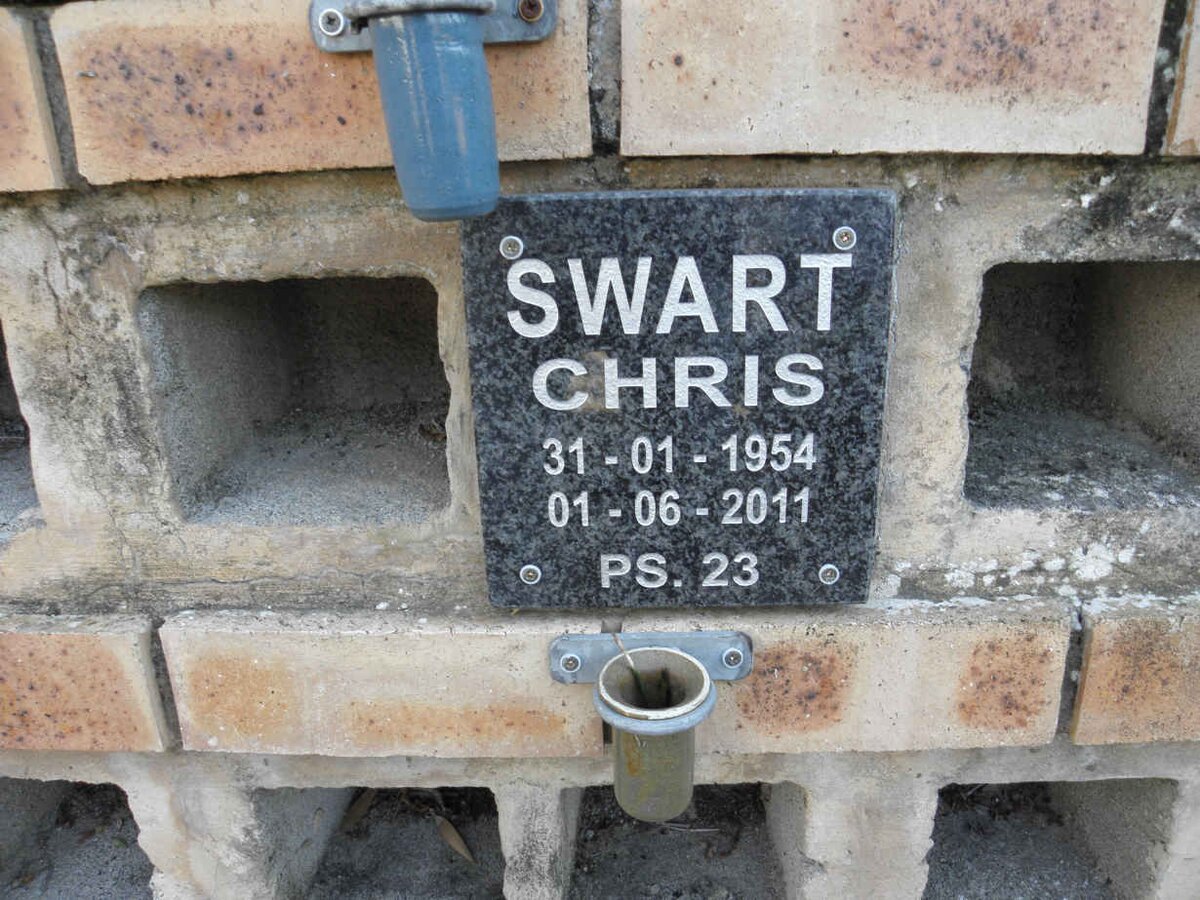 SWART
CHRIS
31 - 01 - 1954
01 - 06 - 2011
PS. 23